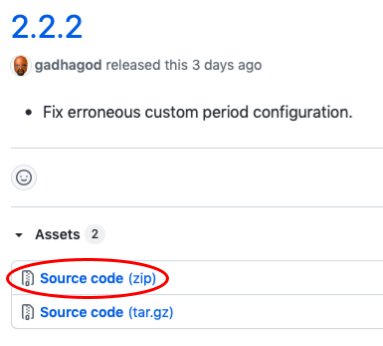 2.2.2
gadhagod released this 3 days ago
• Fix erroneous custom period configuration.
Assets 2
Source code (zip)
Source code (tar.gz)